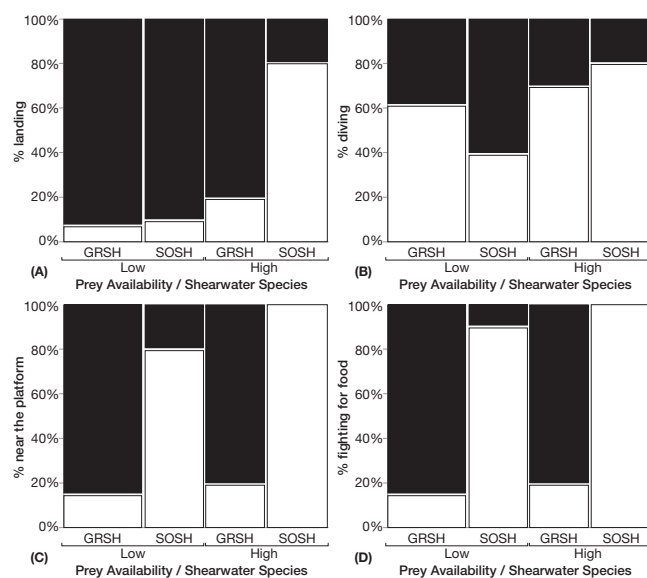 100%
80%
60%
40%
20%
0%
% landing
GRSH SOSH GRSH SOSH
Low High
(A)
Prey Availability / Shearwater Species
100%
80%
60%
40%
20%
0%
% diving
GRSH SOSH GRSH SOSH
Low High
(B)
Prey Availability / Shearwater Species
100%
80%
60%
40%
20%
0%
% near the platform
GRSH SOSH GRSH SOSH
Low High
(C)
Prey Availability / Shearwater Species
100%
80%
60%
40%
20%
0%
% fighting for food
GRSH SOSH GRSH SOSH
Low High
(D)
Prey Availability / Shearwater Species